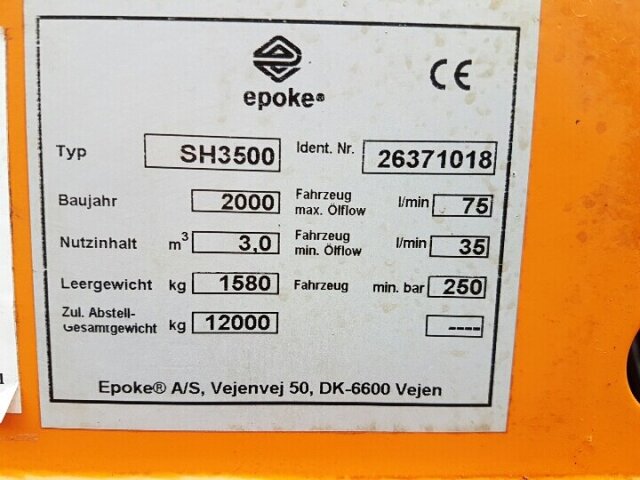 epoke®
CE
Typ SH3500 Ident. Nr. 26371018
Baujahr 2000 Fahrzeug max. Ölflow l/min 75
Nutzinhalt m³ 3,0 Fahrzeug min. Ölflow l/min 35
Leergewicht kg 1580 Fahrzeug min. bar 250
Zul. Abstell-
Gesamtgewicht kg 12000 ----
Epoke® A/S, Vejenvej 50, DK-6600 Vejen